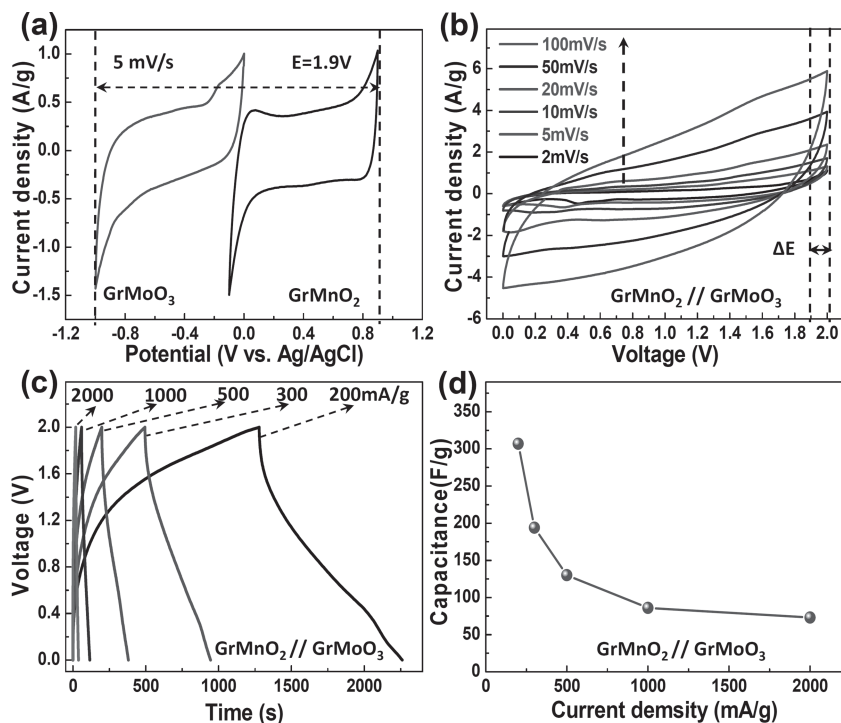 (a)
5 mV/s
E=1.9V
GrMoO₃
GrMnO₂
Current density (A/g)
1.0
0.5
0.0
-0.5
-1.0
-1.5
-1.2
-0.8
-0.4
0.0
0.4
0.8
1.2
Potential (V vs. Ag/AgCl)
(b)
100mV/s
50mV/s
20mV/s
10mV/s
5mV/s
2mV/s
ΔE
GrMnO₂ // GrMoO₃
Current density (A/g)
8
6
4
2
0
-2
-4
-6
0.0
0.2
0.6
0.8
1.0
1.2
1.4
1.6
1.8
2.0
Voltage (V)
(c)
2000
1000
500
300
200mA/g
GrMnO₂ // GrMoO₃
Voltage (V)
2.0
1.6
1.2
0.8
0.4
0.0
0
500
1000
1250
1500
2000
Time (s)
(d)
GrMnO₂ // GrMoO₃
Capacitance(F/g)
350
300
250
200
150
100
50
0
0
500
1000
1500
2000
Current demsity (mA/g)